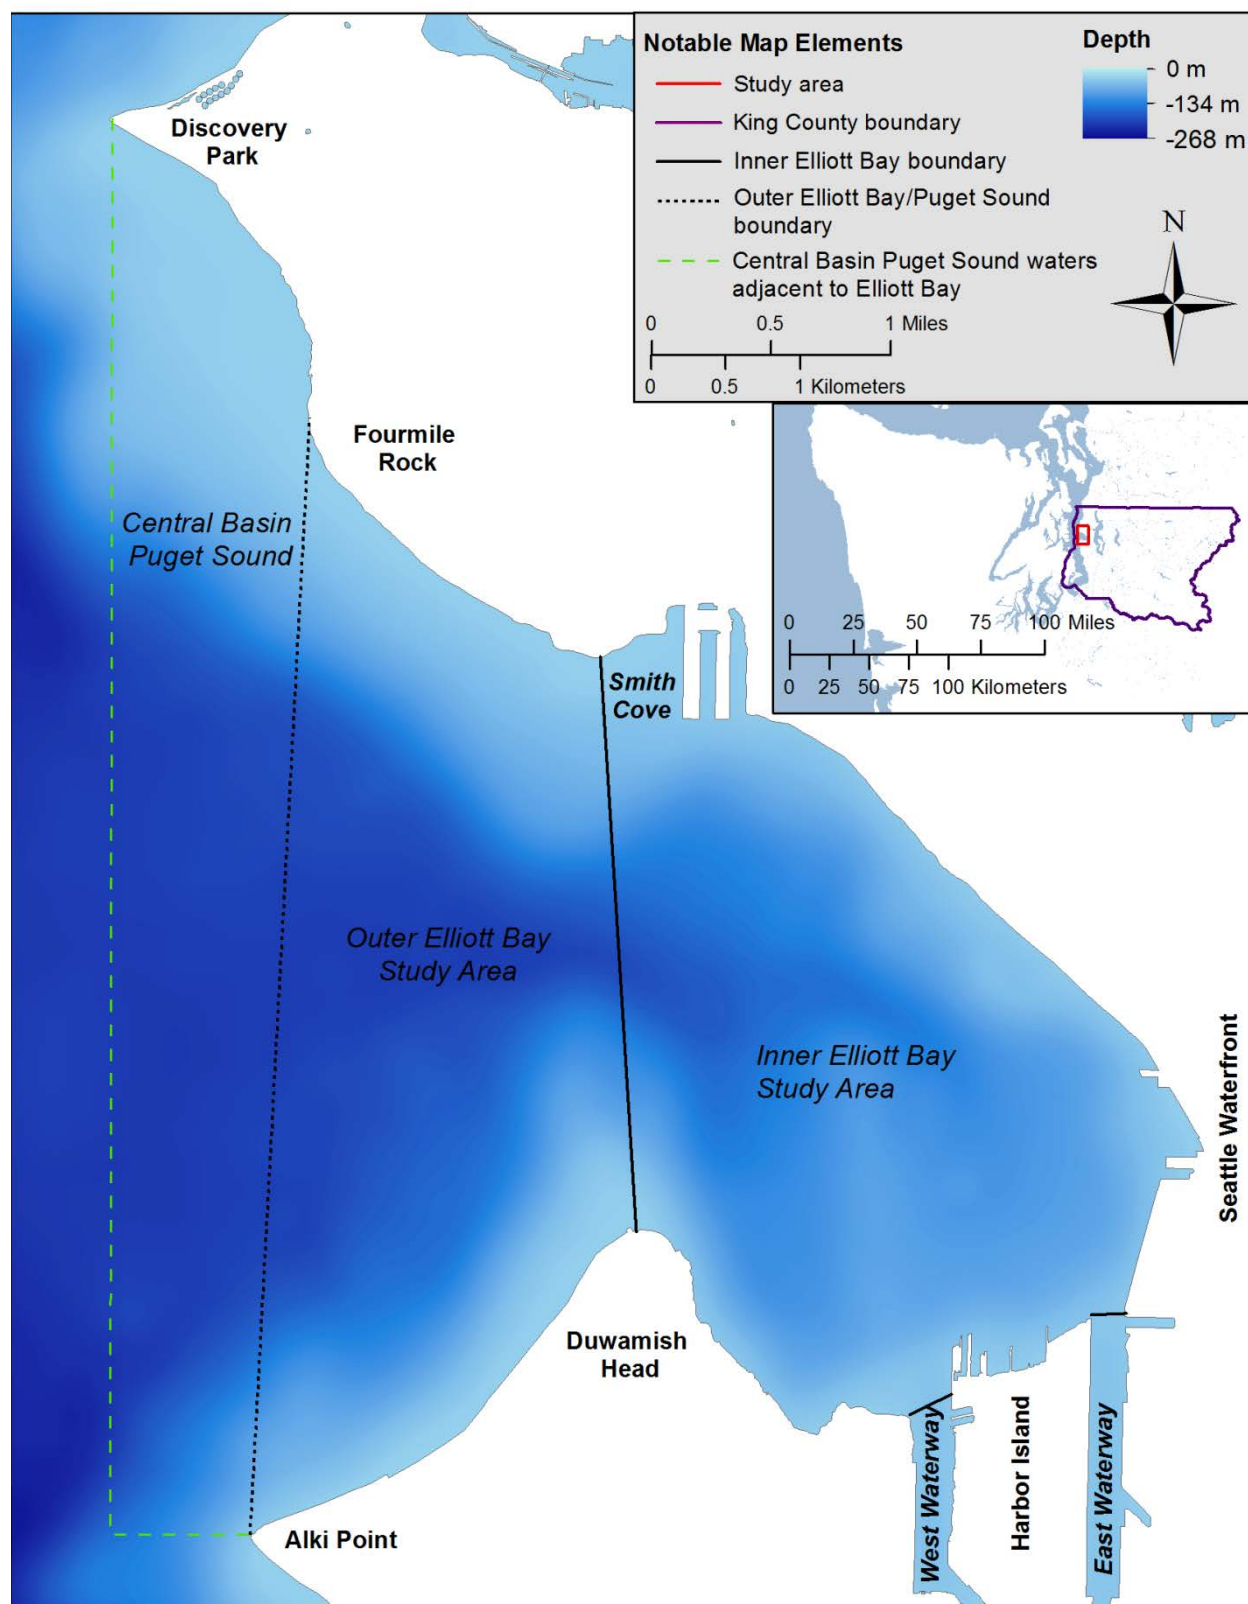 Notable Map Elements
Study area
King County boundary
Inner Elliott Bay boundary
Outer Elliott Bay/Puget Sound
boundary
Central Basin Puget Sound waters
adjacent to Elliott Bay
0 0.5 1 Miles
0 0.5 1 Kilometers
Depth
0 m
-134 m
-268 m
N
0 25 50 75 100 Miles
0 25 50 75 100 Kilometers
Discovery
Park
Fourmile
Rock
Central Basin
Puget Sound
Smith
Cove
Outer Elliott Bay
Study Area
Inner Elliott Bay
Study Area
Seattle Waterfront
Duwamish
Head
West Waterway
Harbor Island
East Waterway
Alki Point